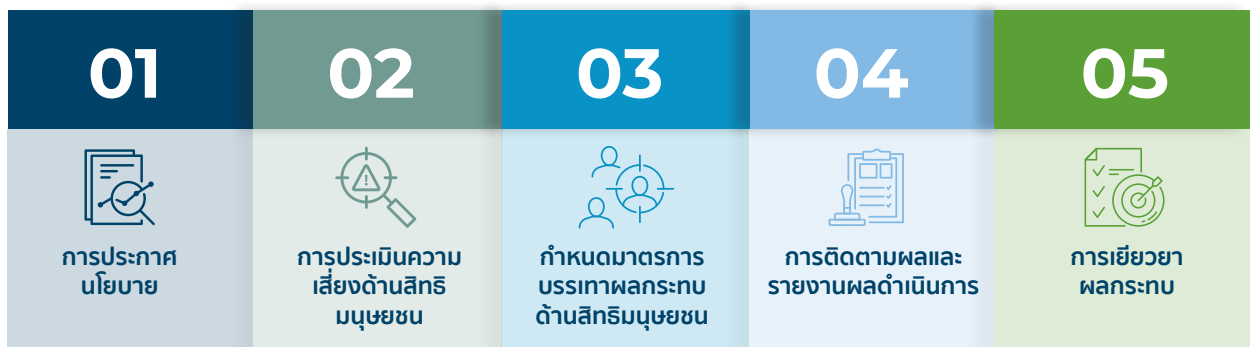 01
การประกาศ
นโยบาย
02
การประเมินความ
เสี่ยงด้านสิทธิ
มนุษยชน
03
กำหนดมาตรการ
บรรเทาผลกระทบ
ด้านสิทธิมนุษยชน
04
การติดตามผลและ
รายงานผลดำเนินการ
05
การเยียวยา
ผลกระทบ